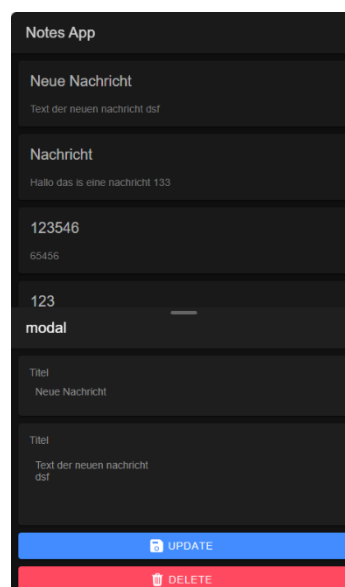 Notes App
Neue Nachricht
Text der neuen nachricht dsf
Nachricht
Hallo das is eine nachricht 133
123546
65456
123
modal
Titel
Neue Nachricht
Titel
Text der neuen nachricht
dsf
UPDATE
DELETE